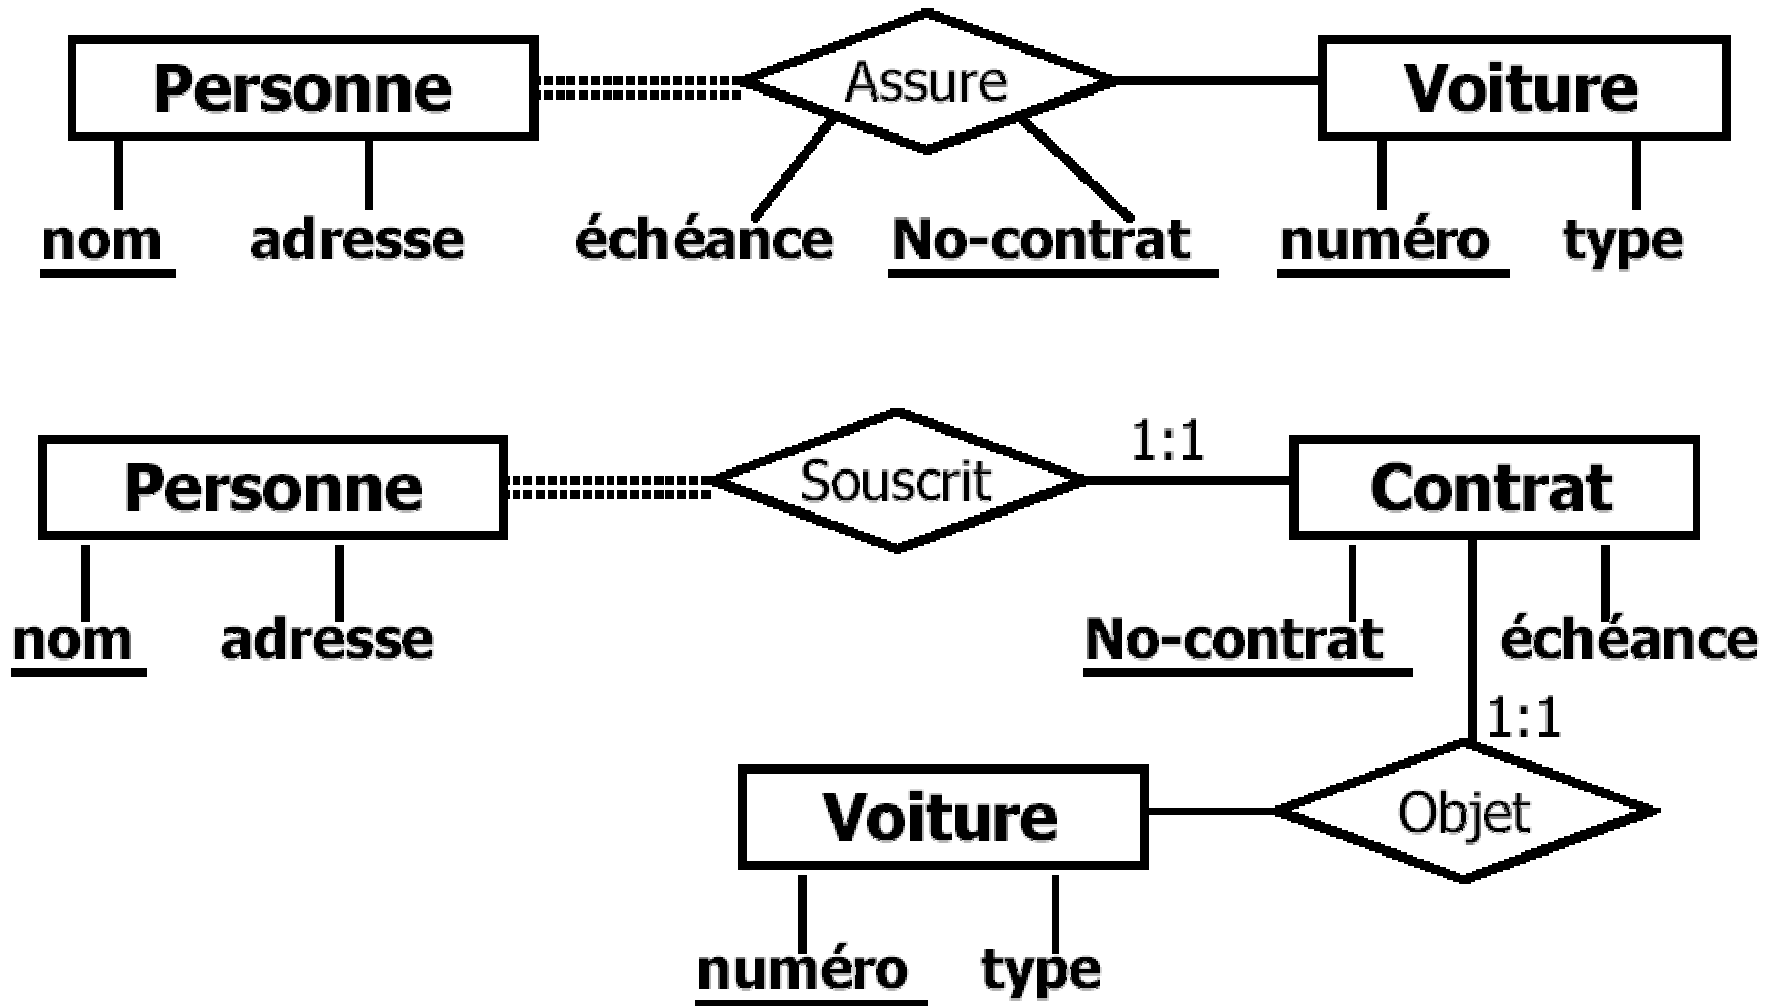 Personne Assure Voiture
nom adresse échéance No-contrat numéro type
1:1
Personne Souscrit Contrat
nom adresse No-contrat échéance
1:1
Voiture Objet
numéro type